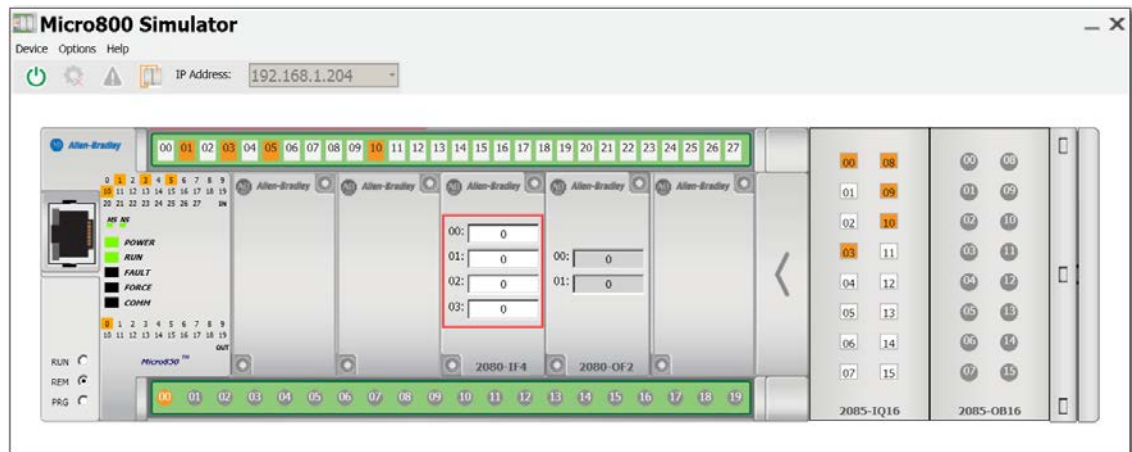 Micro800 Simulator
Device Options Help
IP Address: 192.168.1.204
Allen-Bradley
00 01 02 03 04 05 06 07 08 09 10 11 12 13 14 15 16 17 18 19 20 21 22 23 24 25 26 27
0 1 2 3 4 5 6 7 8 9
10 11 12 13 14 15 16 17 18 19
20 21 22 23 24 25 26 27 IN
MS NS
POWER
RUN
FAULT
FORCE
COMM
0 1 2 3 4 5 6 7 8 9
10 11 12 13 14 15 16 17 18 19
OUT
Micro850 ™
RUN
REM
PRG
Allen-Bradley
Allen-Bradley
Allen-Bradley
00: 0
01: 0
02: 0
03: 0
2080-IF4
Allen-Bradley
00: 0
01: 0
2080-OF2
Allen-Bradley
00 01 02 03 04 05 06 07 08 09 10 11 12 13 14 15 16 17 18 19
00 08
01 09
02 10
03 11
04 12
05 13
06 14
07 15
2085-IQ16
00 08
01 09
02 10
03 11
04 12
05 13
06 14
07 15
2085-OB16